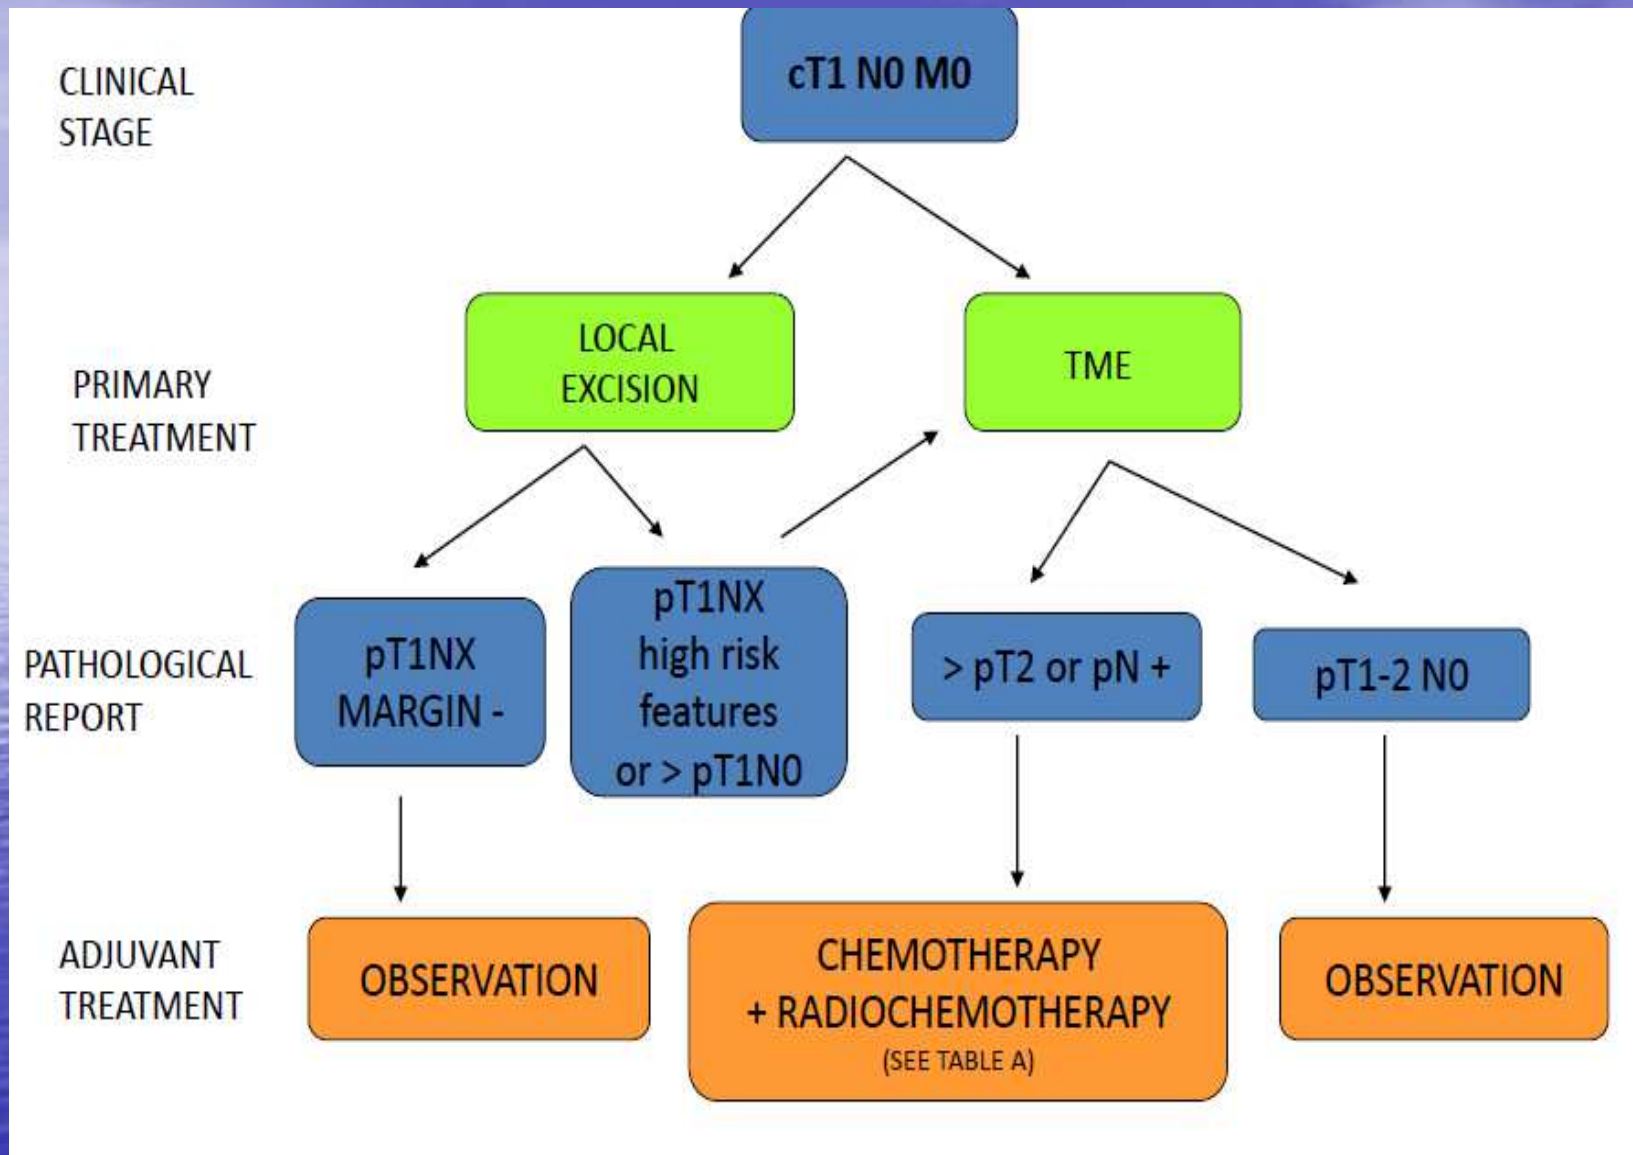 CLINICAL
STAGE
cT1 N0 M0
PRIMARY
TREATMENT
LOCAL
EXCISION
TME
PATHOLOGICAL
REPORT
pT1NX
MARGIN -
pT1NX
high risk
features
or > pT1N0
> pT2 or pN +
pT1-2 N0
ADJUVANT
TREATMENT
OBSERVATION
CHEMOTHERAPY
+ RADIOCHEMOTHERAPY
(SEE TABLE A)
OBSERVATION